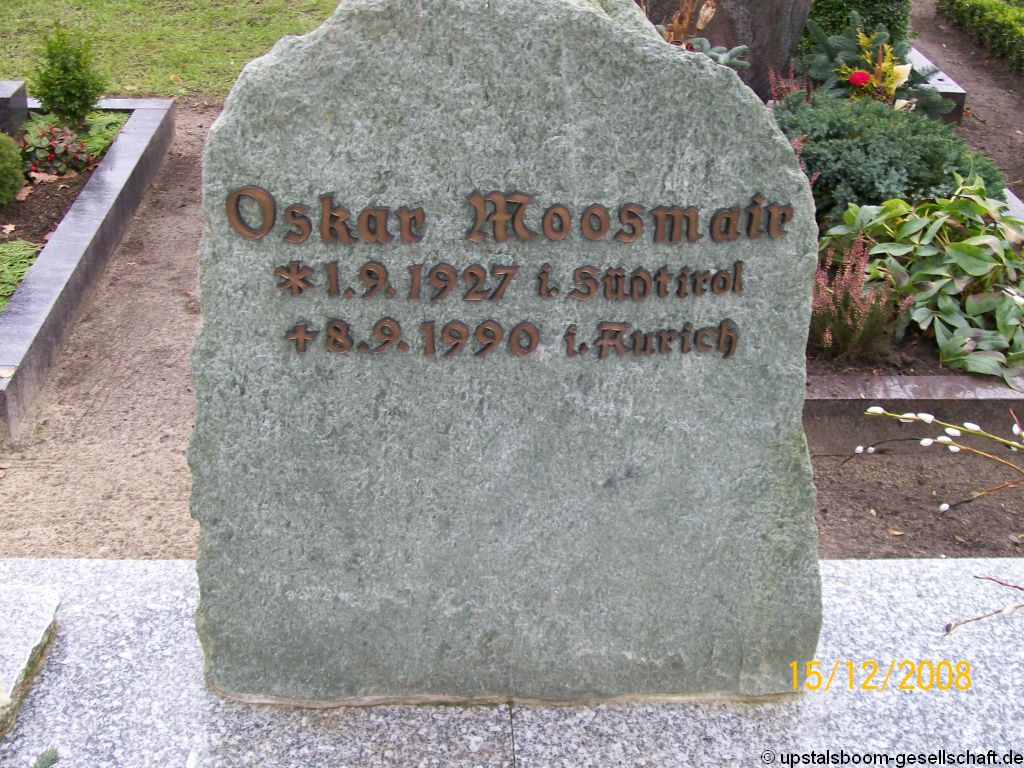 Oskar Moosmair
* 1.9.1927 i. Südtirol
+ 8.9.1990 i. Aurich
15/12/2008
© upstalsboom-gesellschaft.de